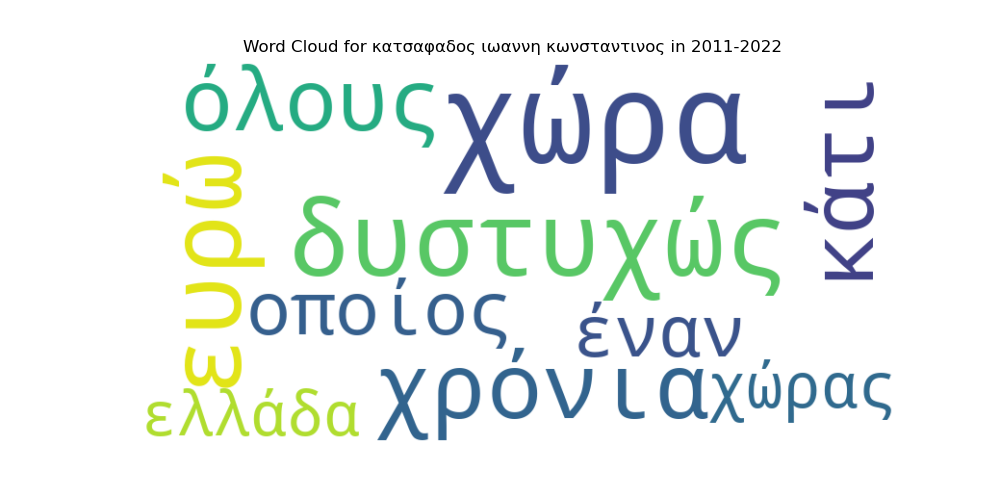 Word Cloud for κατσαφαδος ιωαννη κωνσταντινος in 2011-2022
όλους
χώρα
κάτι
ευρώ
δυστυχώς
οποίος
έναν
χρόνια
χώρας
ελλάδα